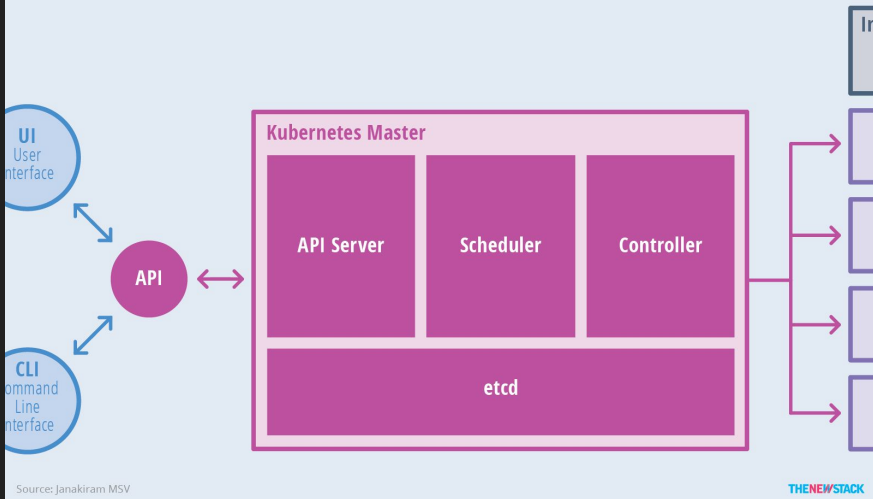 In
UI
User
nterface
API
CLI
ommand
Line
nterface
Kubernetes Master
API Server
Scheduler
Controller
etcd
Source: Janakiram MSV
THENEWSTACK